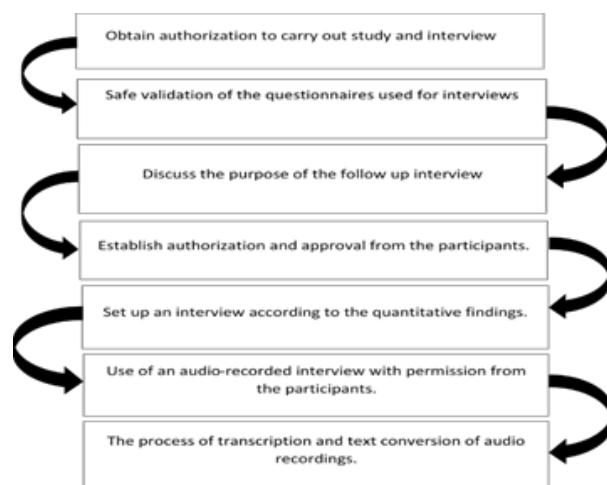 Obtain authorization to carry out study and interview
Safe validation of the questionnaires used for interviews
Discuss the purpose of the follow up interview
Establish authorization and approval from the participants.
Set up an interview according to the quantitative findings.
Use of an audio-recorded interview with permission from
the participants.
The process of transcription and text conversion of audio
recordings.